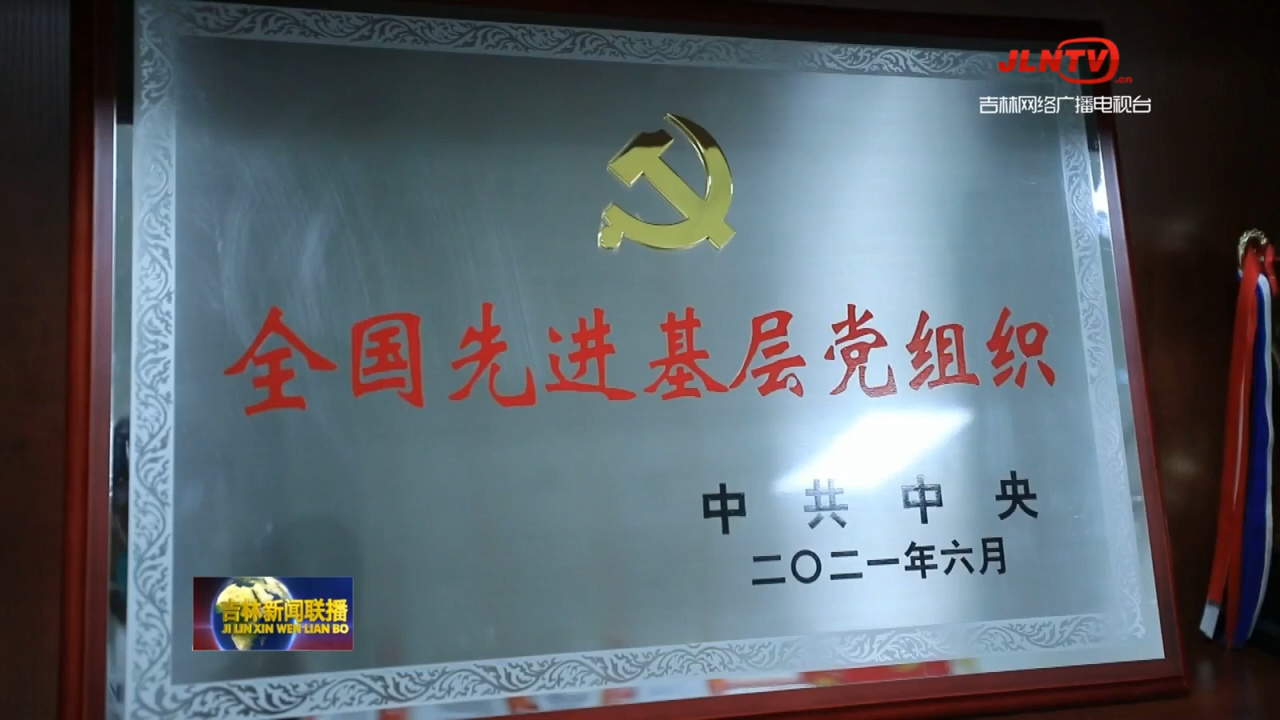 JLNTV.cn
吉林网络广播电视台
全国先进基层党组织
中共中央
二〇二一年六月
吉林新闻联播
JI LIN XIN WEN LIAN BO